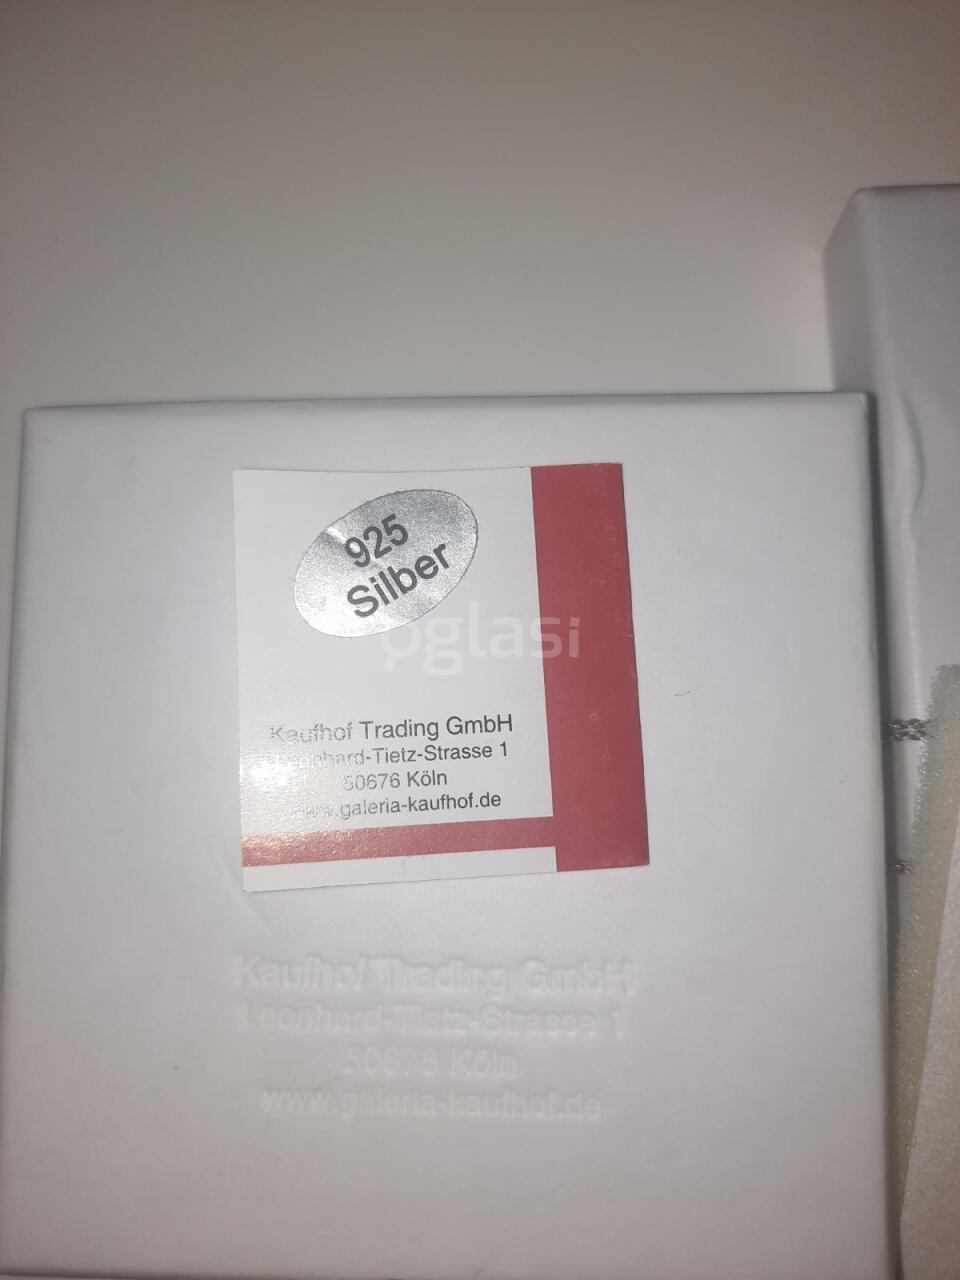 925
Silber
oglasi
Kaufhof Trading GmbH
Leonhard-Tietz-Strasse 1
50676 Köln
www.galeria-kaufhof.de
Kaufhof Trading GmbH
Leonhard-Tietz-Strasse 1
50676 Köln
www.galeria-kaufhof.de